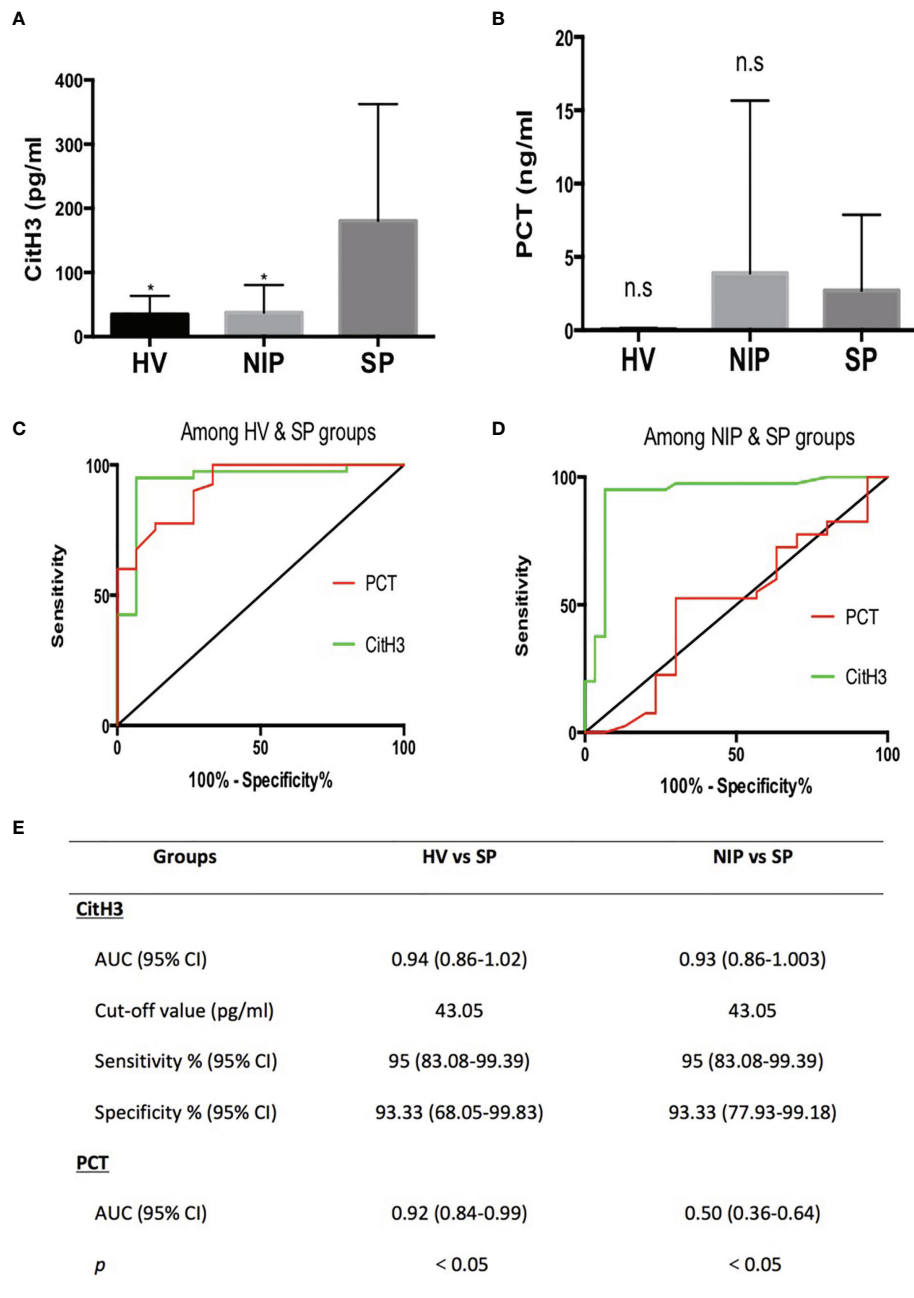 A
CitH3 (pg/ml)
400
300
200
100
0
*
*
HV
NIP
SP
B
PCT (ng/ml)
20
15
10
5
0
n.s
n.s
HV
NIP
SP
C
Among HV & SP groups
Sensitivity
100
50
0
PCT
CitH3
0
50
100
100% - Specificity%
D
Among NIP & SP groups
Sensitivity
100
50
0
PCT
CitH3
0
50
100
100% - Specificity%
E
Groups HV vs SP NIP vs SP
CitH3
AUC (95% CI) 0.94 (0.86-1.02) 0.93 (0.86-1.003)
Cut-off value (pg/ml) 43.05 43.05
Sensitivity % (95% CI) 95 (83.08-99.39) 95 (83.08-99.39)
Specificity % (95% CI) 93.33 (68.05-99.83) 93.33 (77.93-99.18)
PCT
AUC (95% CI) 0.92 (0.84-0.99) 0.50 (0.36-0.64)
p < 0.05 < 0.05